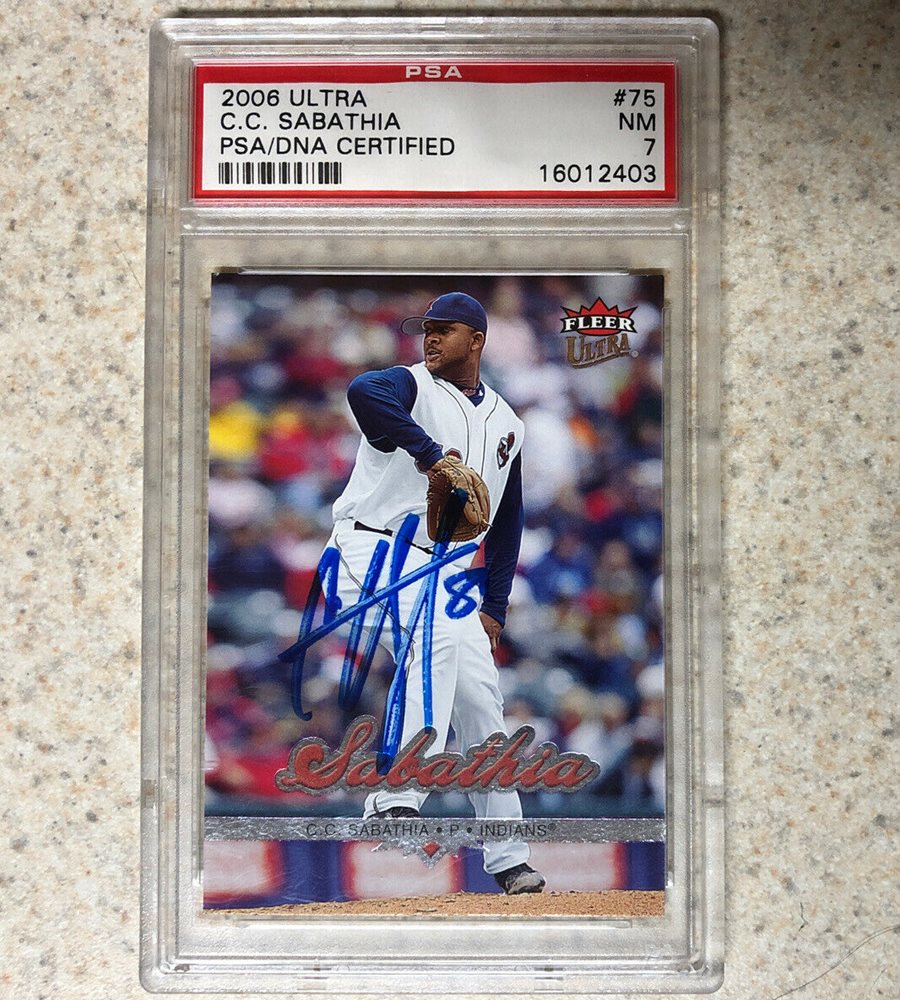 PSA
2006 ULTRA #75
C.C. SABATHIA NM
PSA/DNA CERTIFIED 7
16012403
FLEER
ULTRA
Sabathia
C.C. SABATHIA • P • INDIANS®